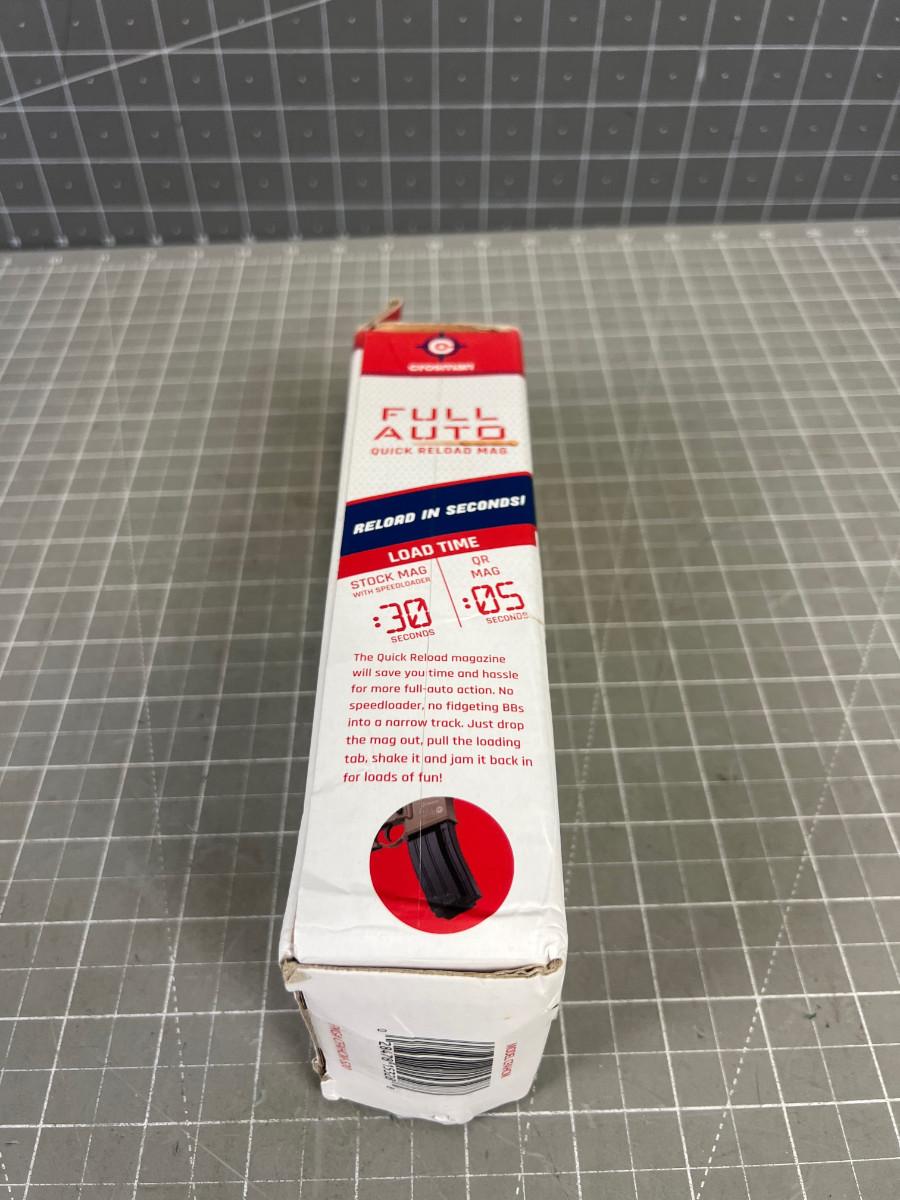 crosman
FULL
AUTO
QUICK RELOAD MAG
RELOAD IN SECONDS!
LOAD TIME
STOCK MAG
WITH SPEEDLOADER
:30
SECONDS
QR
MAG
:05
SECONDS
The Quick Reload magazine
will save you time and hassle
for more full-auto action. No
speedloader, no fidgeting BBs
into a narrow track. Just drop
the mag out, pull the loading
tab, shake it and jam it back in
for loads of fun!